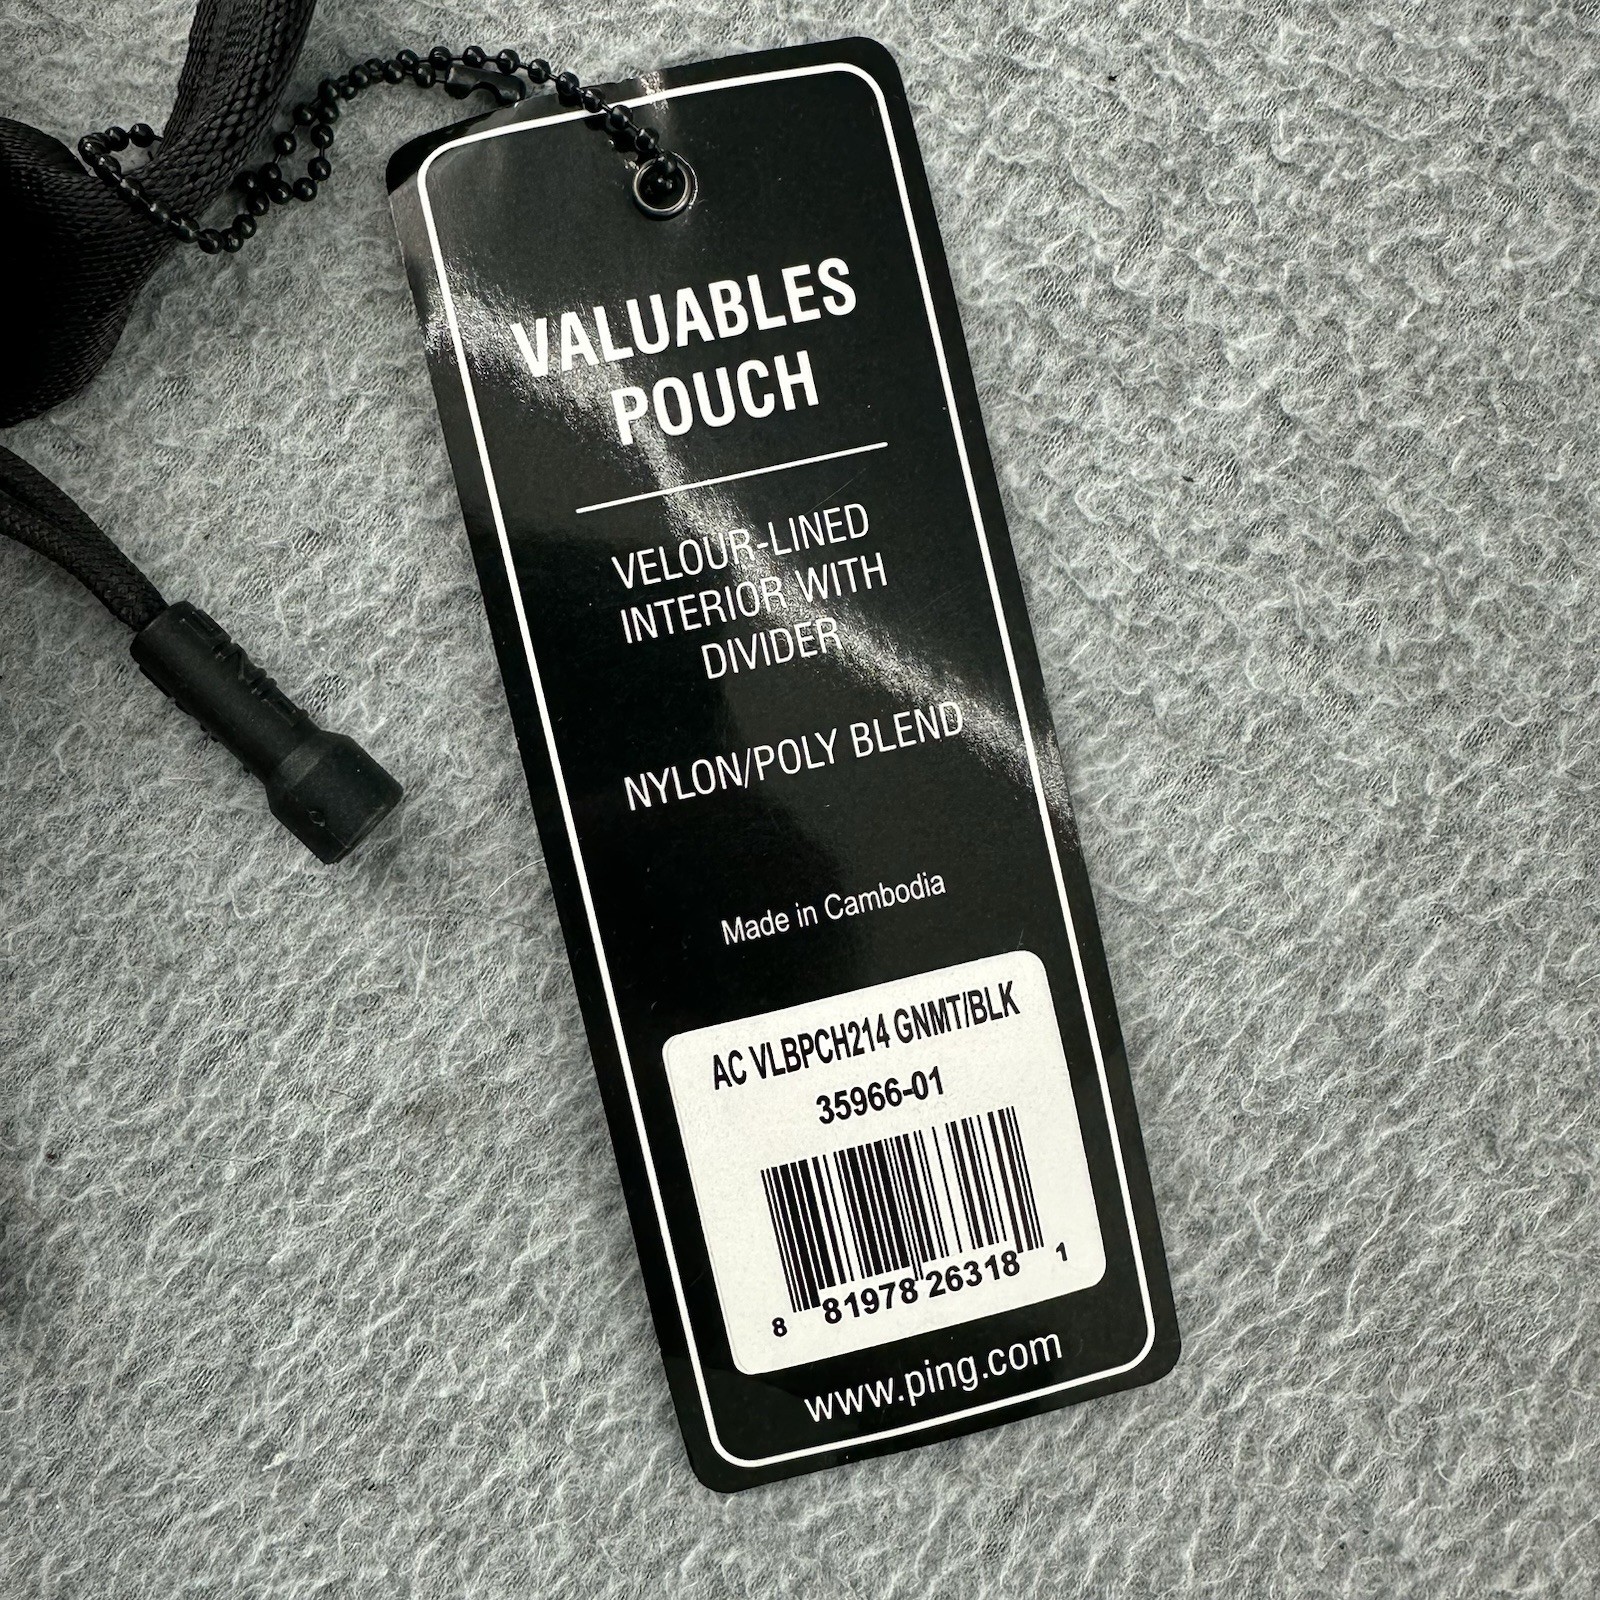 VALUABLES
POUCH
VELOUR-LINED
INTERIOR WITH
DIVIDER
NYLON/POLY BLEND
Made in Cambodia
AC VLBPCH214 GNMT/BLK
35966-01
8 81978 26318 1
www.ping.com